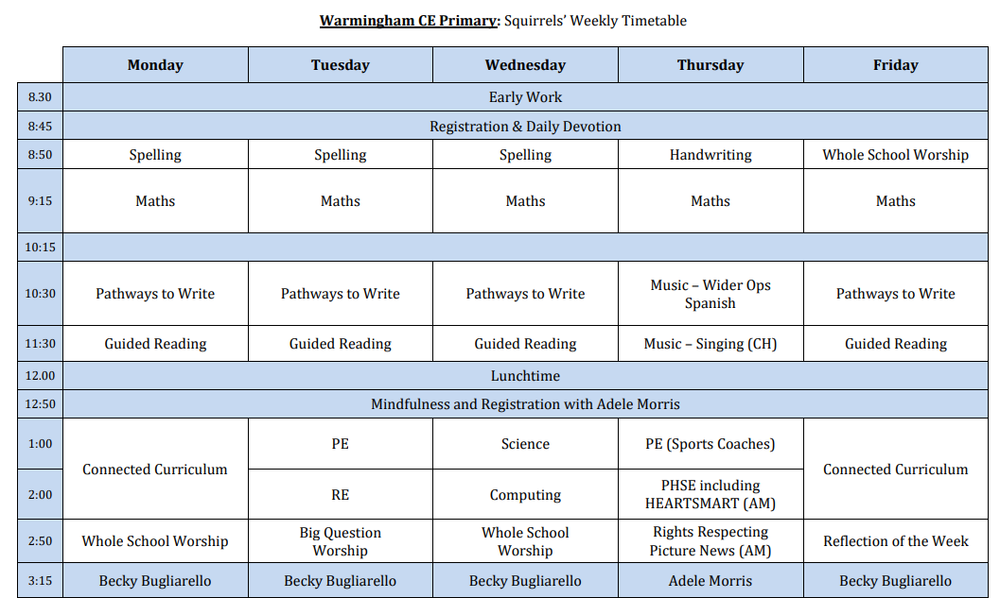 Warmingham CE Primary: Squirrels’ Weekly Timetable
Monday Tuesday Wednesday Thursday Friday
8.30 Early Work
8:45 Registration & Daily Devotion
8:50 Spelling Spelling Spelling Handwriting Whole School Worship
9:15 Maths Maths Maths Maths Maths
10:15
10:30 Pathways to Write Pathways to Write Pathways to Write Music – Wider Ops
Spanish Pathways to Write
11:30 Guided Reading Guided Reading Guided Reading Music – Singing (CH) Guided Reading
12.00 Lunchtime
12:50 Mindfulness and Registration with Adele Morris
1:00 PE Science PE (Sports Coaches)
Connected Curriculum Connected Curriculum
2:00 RE Computing PHSE including
HEARTSMART (AM)
2:50 Whole School Worship Big Question
Worship Whole School
Worship Rights Respecting
Picture News (AM) Reflection of the Week
3:15 Becky Bugliarello Becky Bugliarello Becky Bugliarello Adele Morris Becky Bugliarello